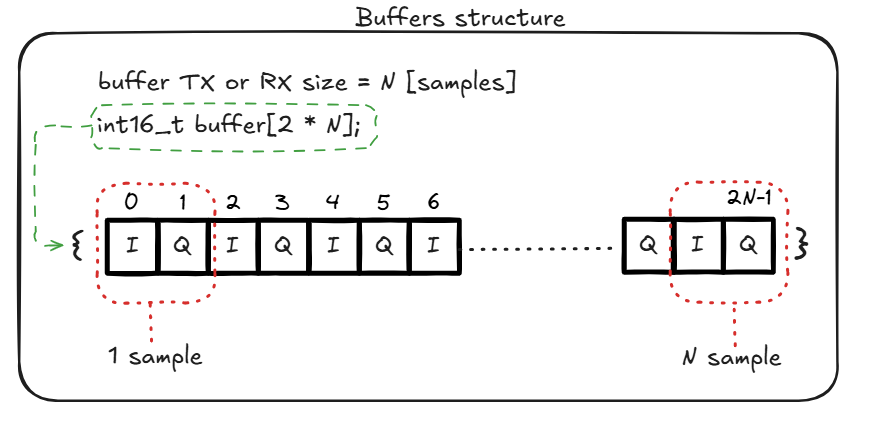 Buffers structure
buffer TX or RX size = N [samples]
int16_t buffer[2 * N];
0 1 2 3 4 5 6 2N-1
{ I Q I Q I Q I ........... Q I Q }
1 sample
N sample